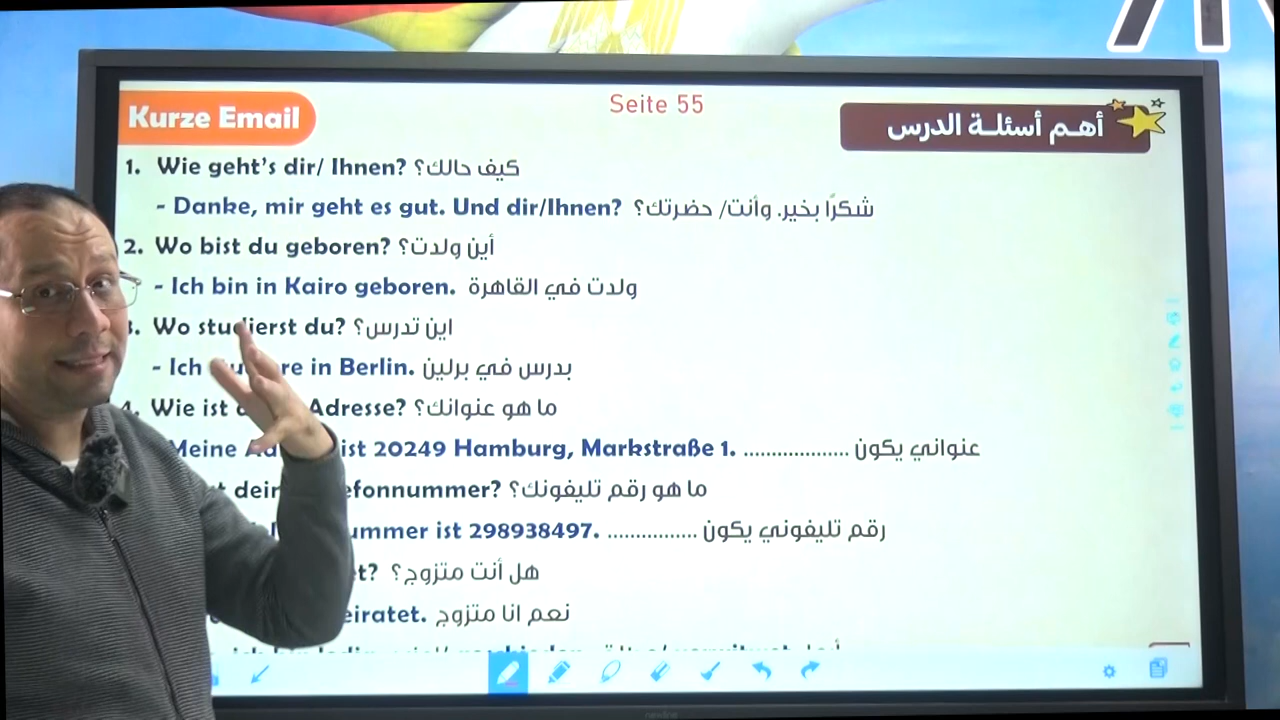 Kurze Email
Seite 55
أهم أسئلة الدرس
1. Wie geht's dir/ Ihnen? كيف حالك؟
- Danke, mir geht es gut. Und dir/Ihnen? شكرًا بخير. وأنت/ حضرتك؟
2. Wo bist du geboren? أين ولدت؟
- Ich bin in Kairo geboren. ولدت في القاهرة
3. Wo studierst du? اين تدرس؟
- Ich re in Berlin. بدرس في برلين
4. Wie ist d Adresse? ما هو عنوانك؟
Meine Ad ist 20249 Hamburg, Markstraße 1. ................... عنواني يكون
t dein efonnummer? ما هو رقم تليفونك؟
ummer ist 298938497. ................ رقم تليفوني يكون
t? هل أنت متزوج؟
eiratet. نعم انا متزوج